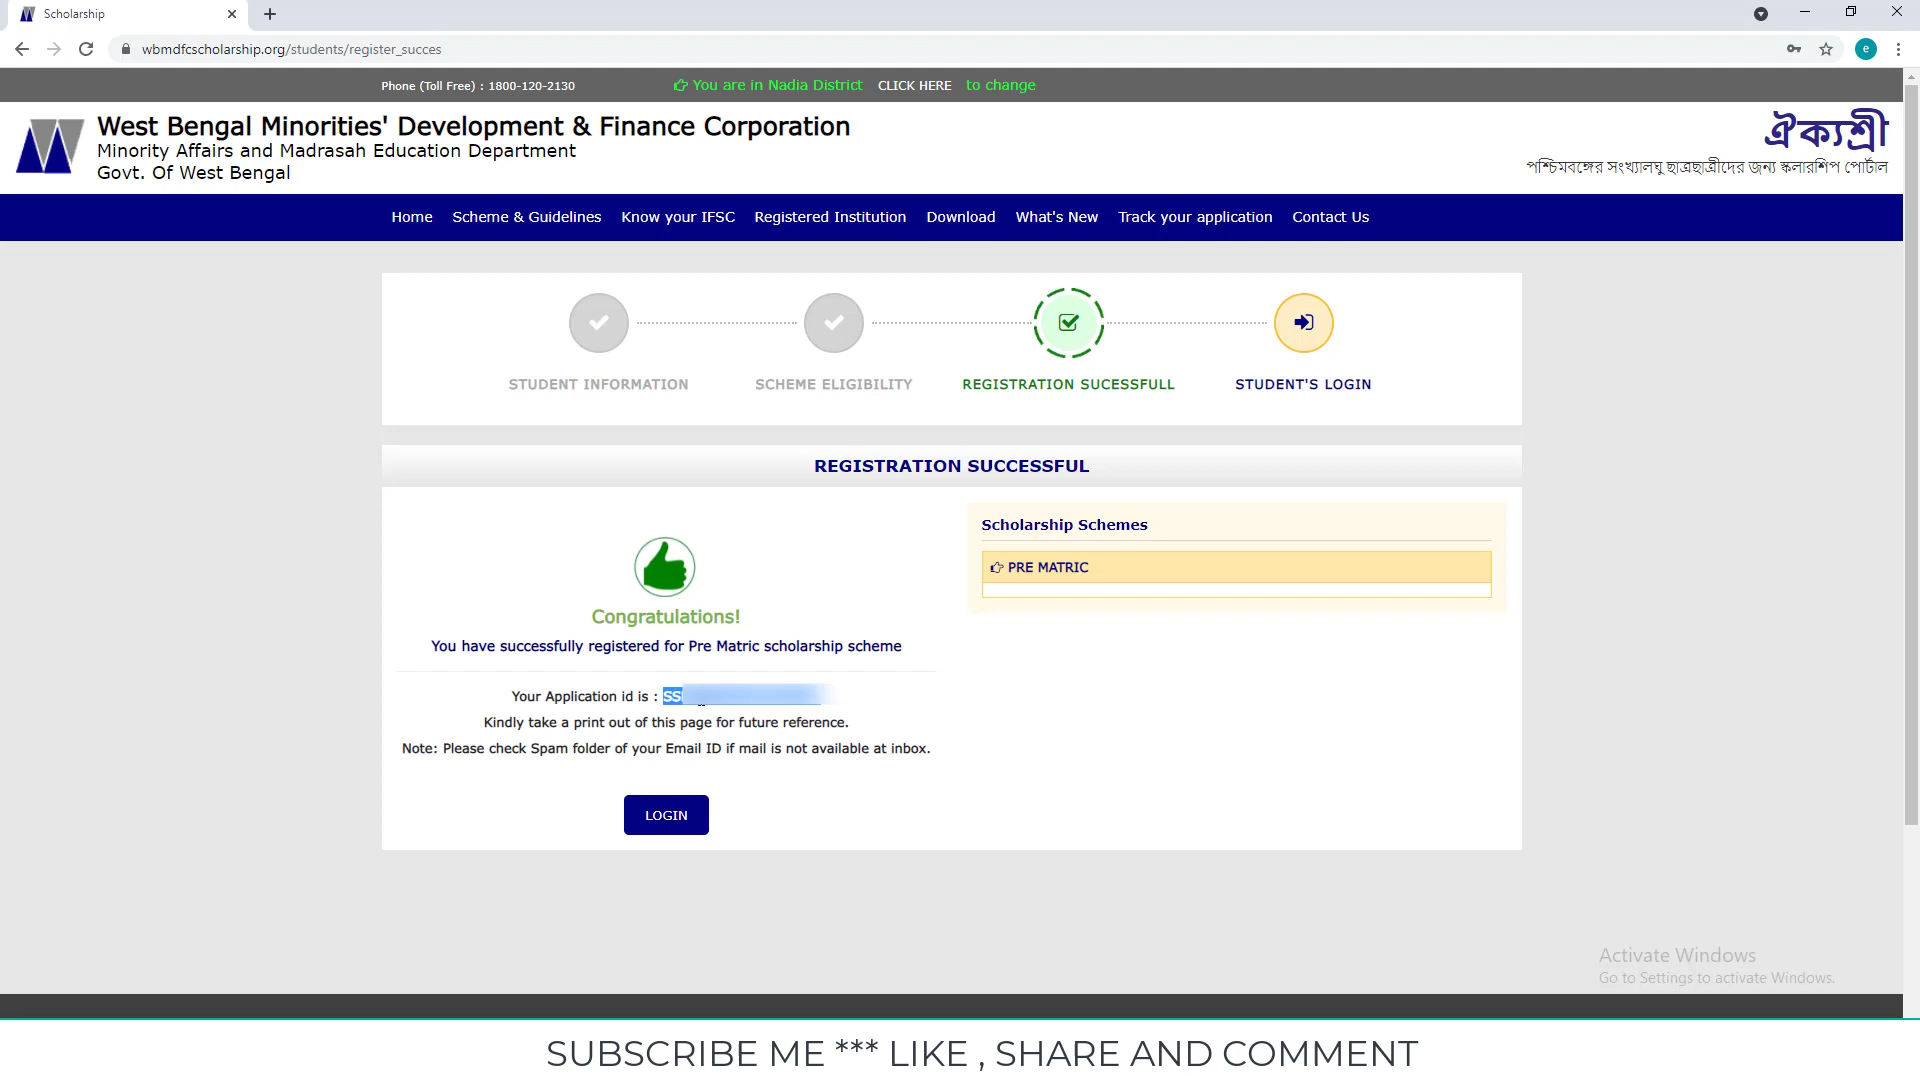 Scholarship
wbmdfcscholarship.org/students/register_succes
e
Phone (Toll Free) : 1800-120-2130
You are in Nadia District CLICK HERE to change
West Bengal Minorities' Development & Finance Corporation
Minority Affairs and Madrasah Education Department
Govt. Of West Bengal
ঐক্যশ্রী
পশ্চিমবঙ্গের সংখ্যালঘু ছাত্রছাত্রীদের জন্য স্কলারশিপ পোর্টাল
Home Scheme & Guidelines Know your IFSC Registered Institution Download What's New Track your application Contact Us
STUDENT INFORMATION
SCHEME ELIGIBILITY
REGISTRATION SUCESSFULL
STUDENT'S LOGIN
REGISTRATION SUCCESSFUL
Congratulations!
You have successfully registered for Pre Matric scholarship scheme
Your Application id is : SS
Kindly take a print out of this page for future reference.
Note: Please check Spam folder of your Email ID if mail is not available at inbox.
LOGIN
Scholarship Schemes
PRE MATRIC
Activate Windows
Go to Settings to activate Windows.
SUBSCRIBE ME *** LIKE , SHARE AND COMMENT